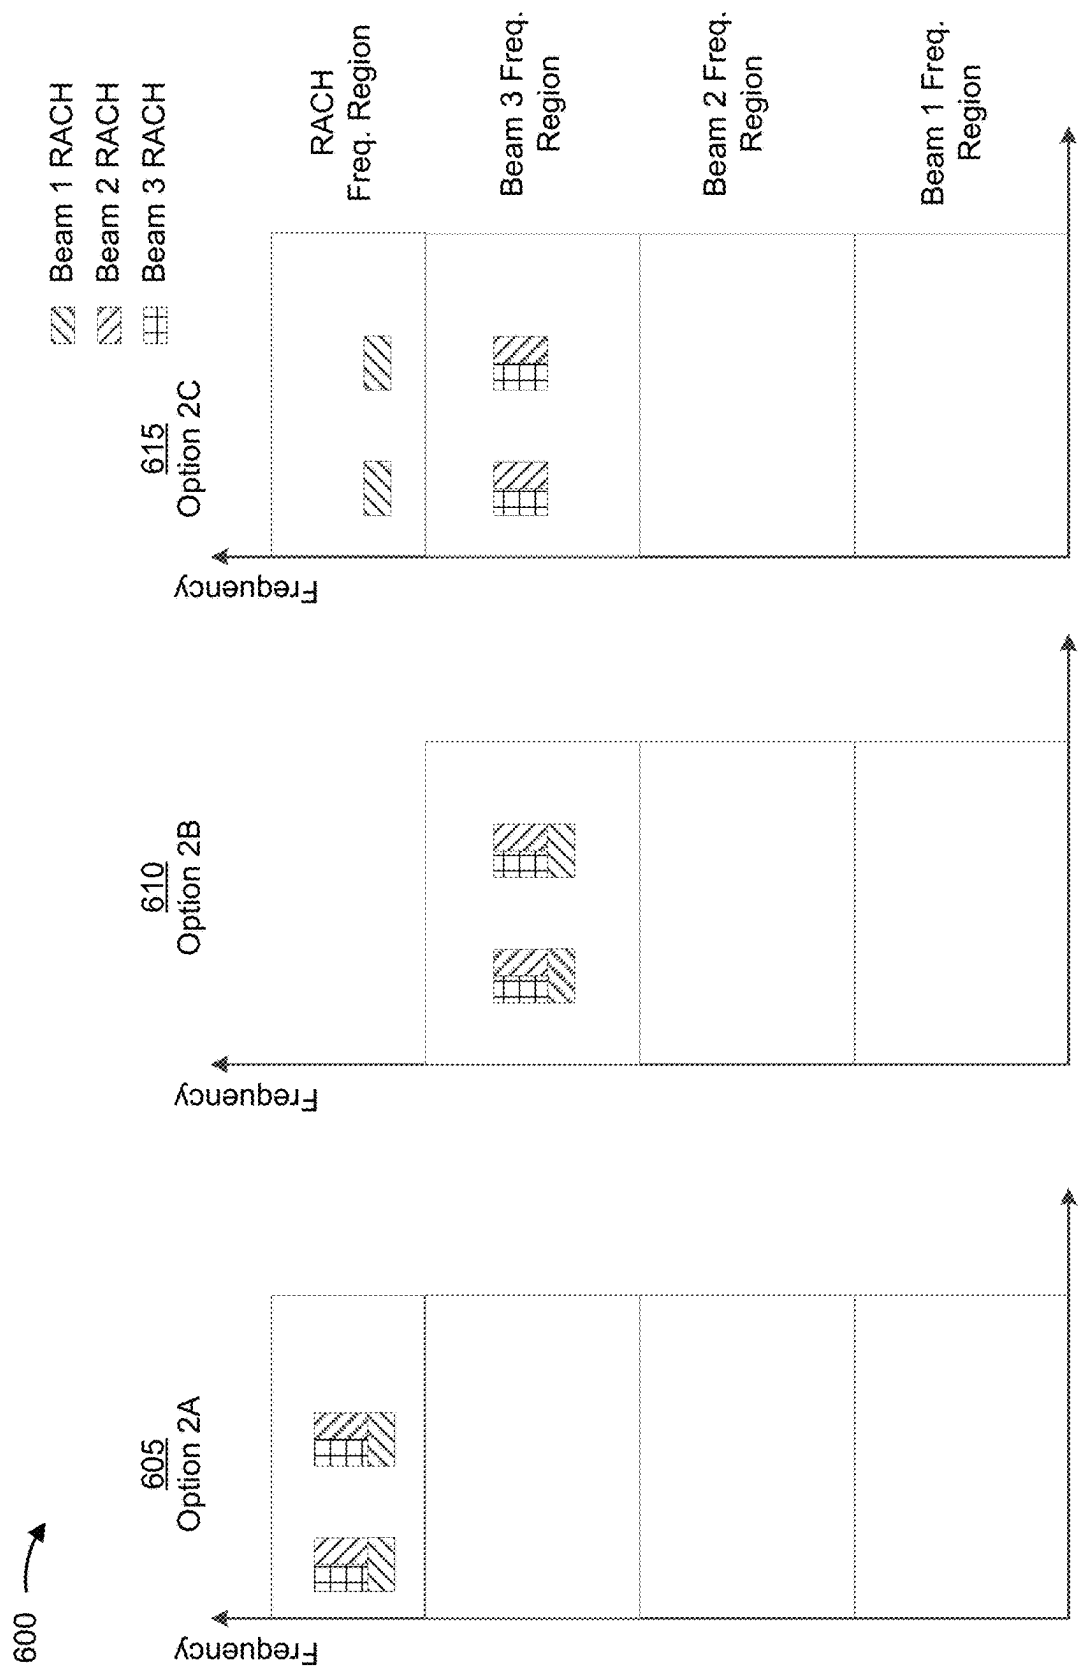 600
605
Option 2A
610
Option 2B
615
Option 2C
Beam 1 RACH
Beam 2 RACH
Beam 3 RACH
Frequency
Frequency
Frequency
RACH
Freq. Region
Beam 3 Freq.
Region
Beam 2 Freq.
Region
Beam 1 Freq.
Region